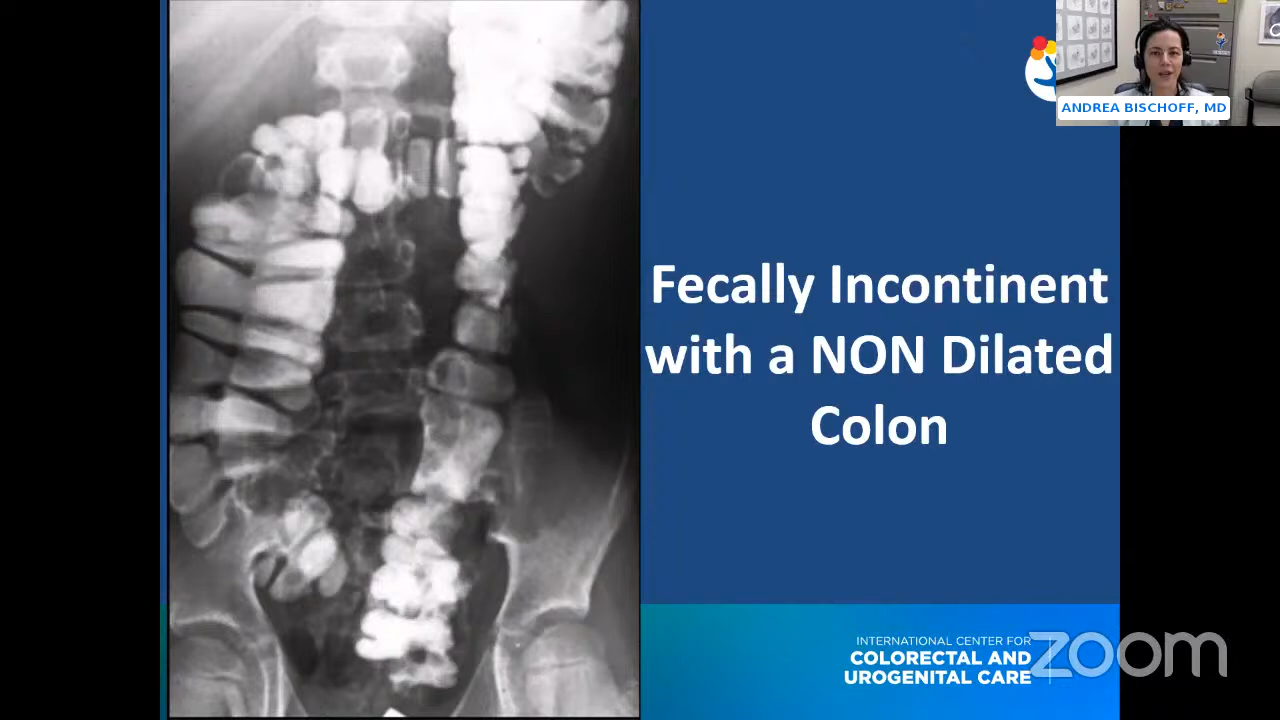 ANDREA BISCHOFF, MD
Fecally Incontinent
with a NON Dilated
Colon
INTERNATIONAL CENTER FOR
COLORECTAL AND
UROGENITAL CARE
zoom